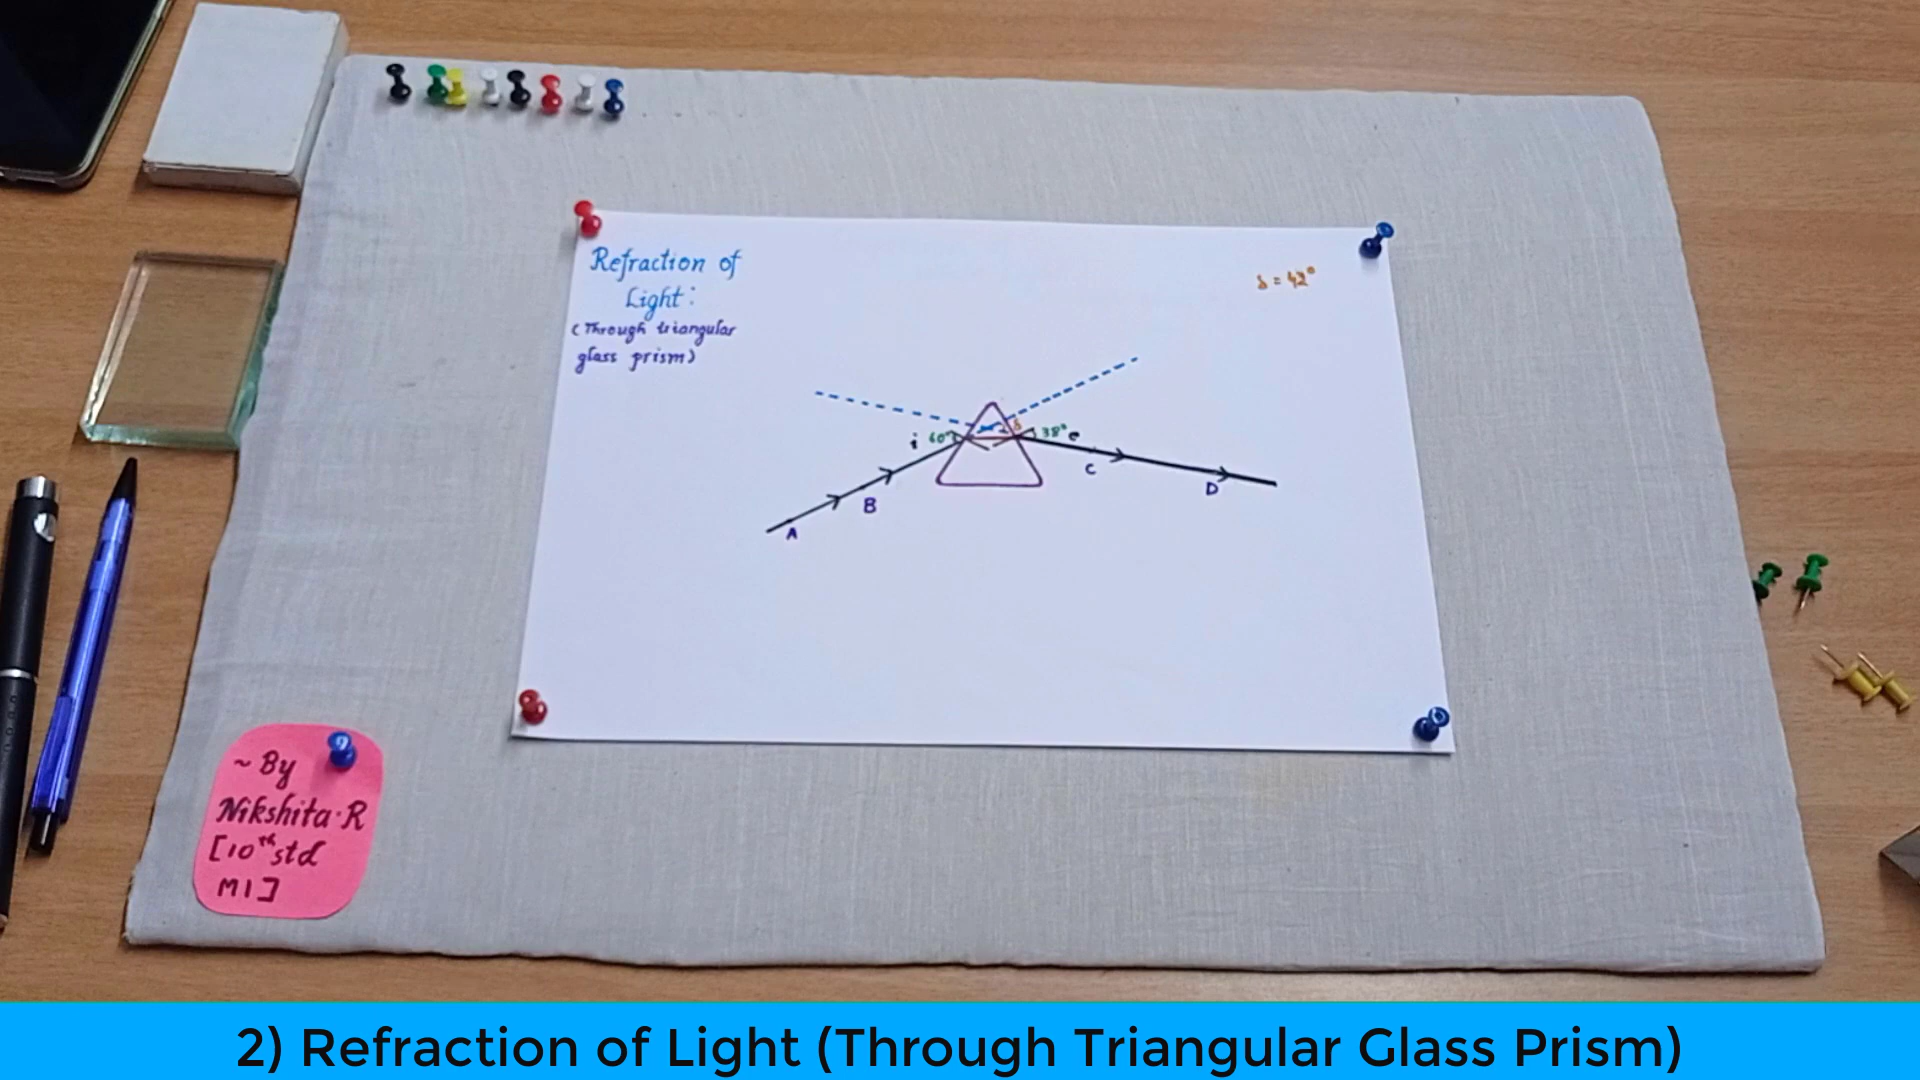 Refraction of
Light:
(Through triangular
glass prism)
δ = 42°
i 60°
δ
38° e
C
D
B
A
~ By
Nikshita·R
[10th std
M1]
2) Refraction of Light (Through Triangular Glass Prism)